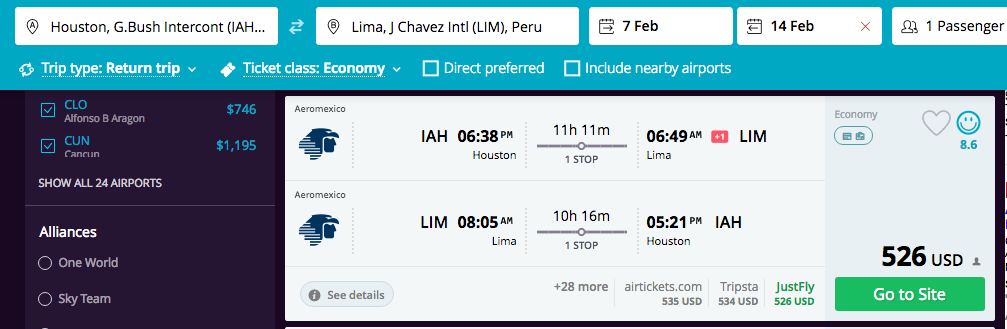 Houston, G.Bush Intercont (IAH...
Lima, J Chavez Intl (LIM), Peru
7 Feb
14 Feb
1 Passenger
Trip type: Return trip
Ticket class: Economy
Direct preferred
Include nearby airports
CLO $746
Alfonso B Aragon
CUN $1,195
Cancun
SHOW ALL 24 AIRPORTS
Alliances
One World
Sky Team
Aeromexico
IAH 06:38 PM
Houston
11h 11m
1 STOP
06:49 AM +1 LIM
Lima
Aeromexico
LIM 08:05 AM
Lima
10h 16m
1 STOP
05:21 PM IAH
Houston
See details
+28 more
airtickets.com
535 USD
Tripsta
534 USD
JustFly
526 USD
Economy
8.6
526 USD
Go to Site